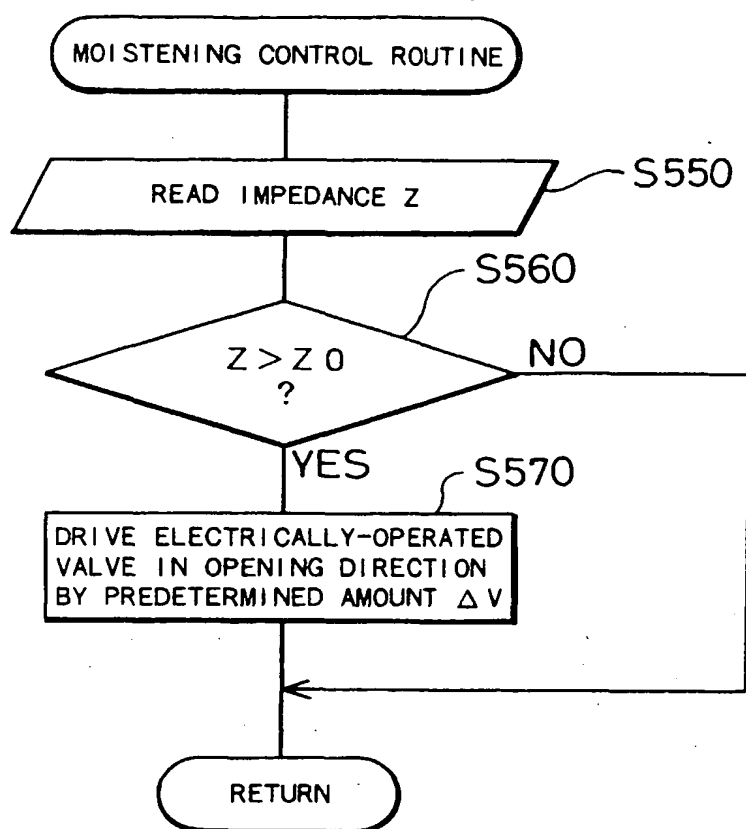 MOISTENING CONTROL ROUTINE
READ IMPEDANCE Z
S550
S560
Z > Z 0
?
NO
YES
S570
DRIVE ELECTRICALLY-OPERATED
VALVE IN OPENING DIRECTION
BY PREDETERMINED AMOUNT △ V
RETURN